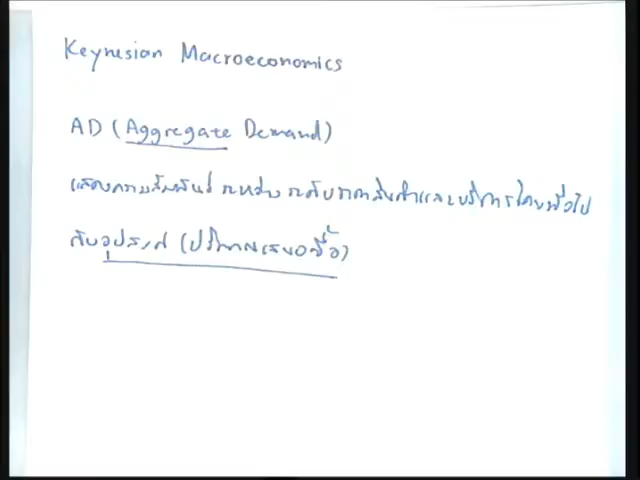 Keynesian Macroeconomics
AD (Aggregate Demand)
แสดงความสัมพันธ์ ระหว่าง ระดับราคาสินค้าและบริการโดยทั่วไป
กับอุปสงค์ (ปริมาณเสนอซื้อ)